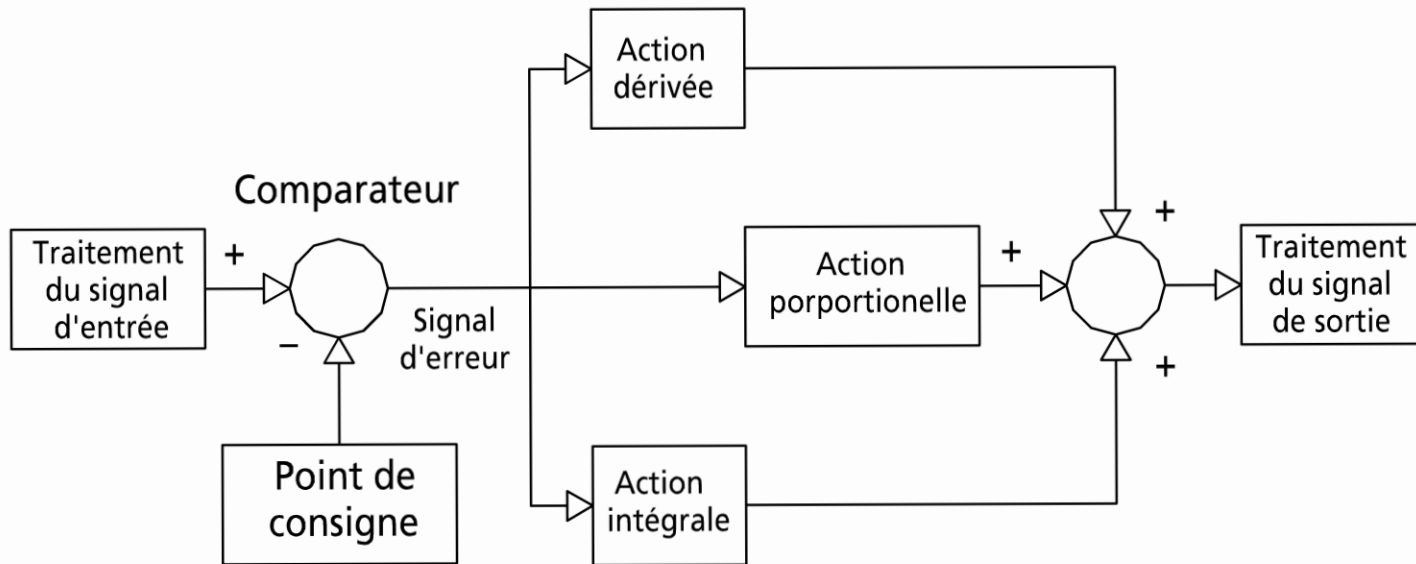 Action
dérivée
Comparateur
Traitement
du signal
d'entrée
+
−
Signal
d'erreur
Point de
consigne
Action
porportionelle
+
Action
intégrale
+
+
Traitement
du signal
de sortie